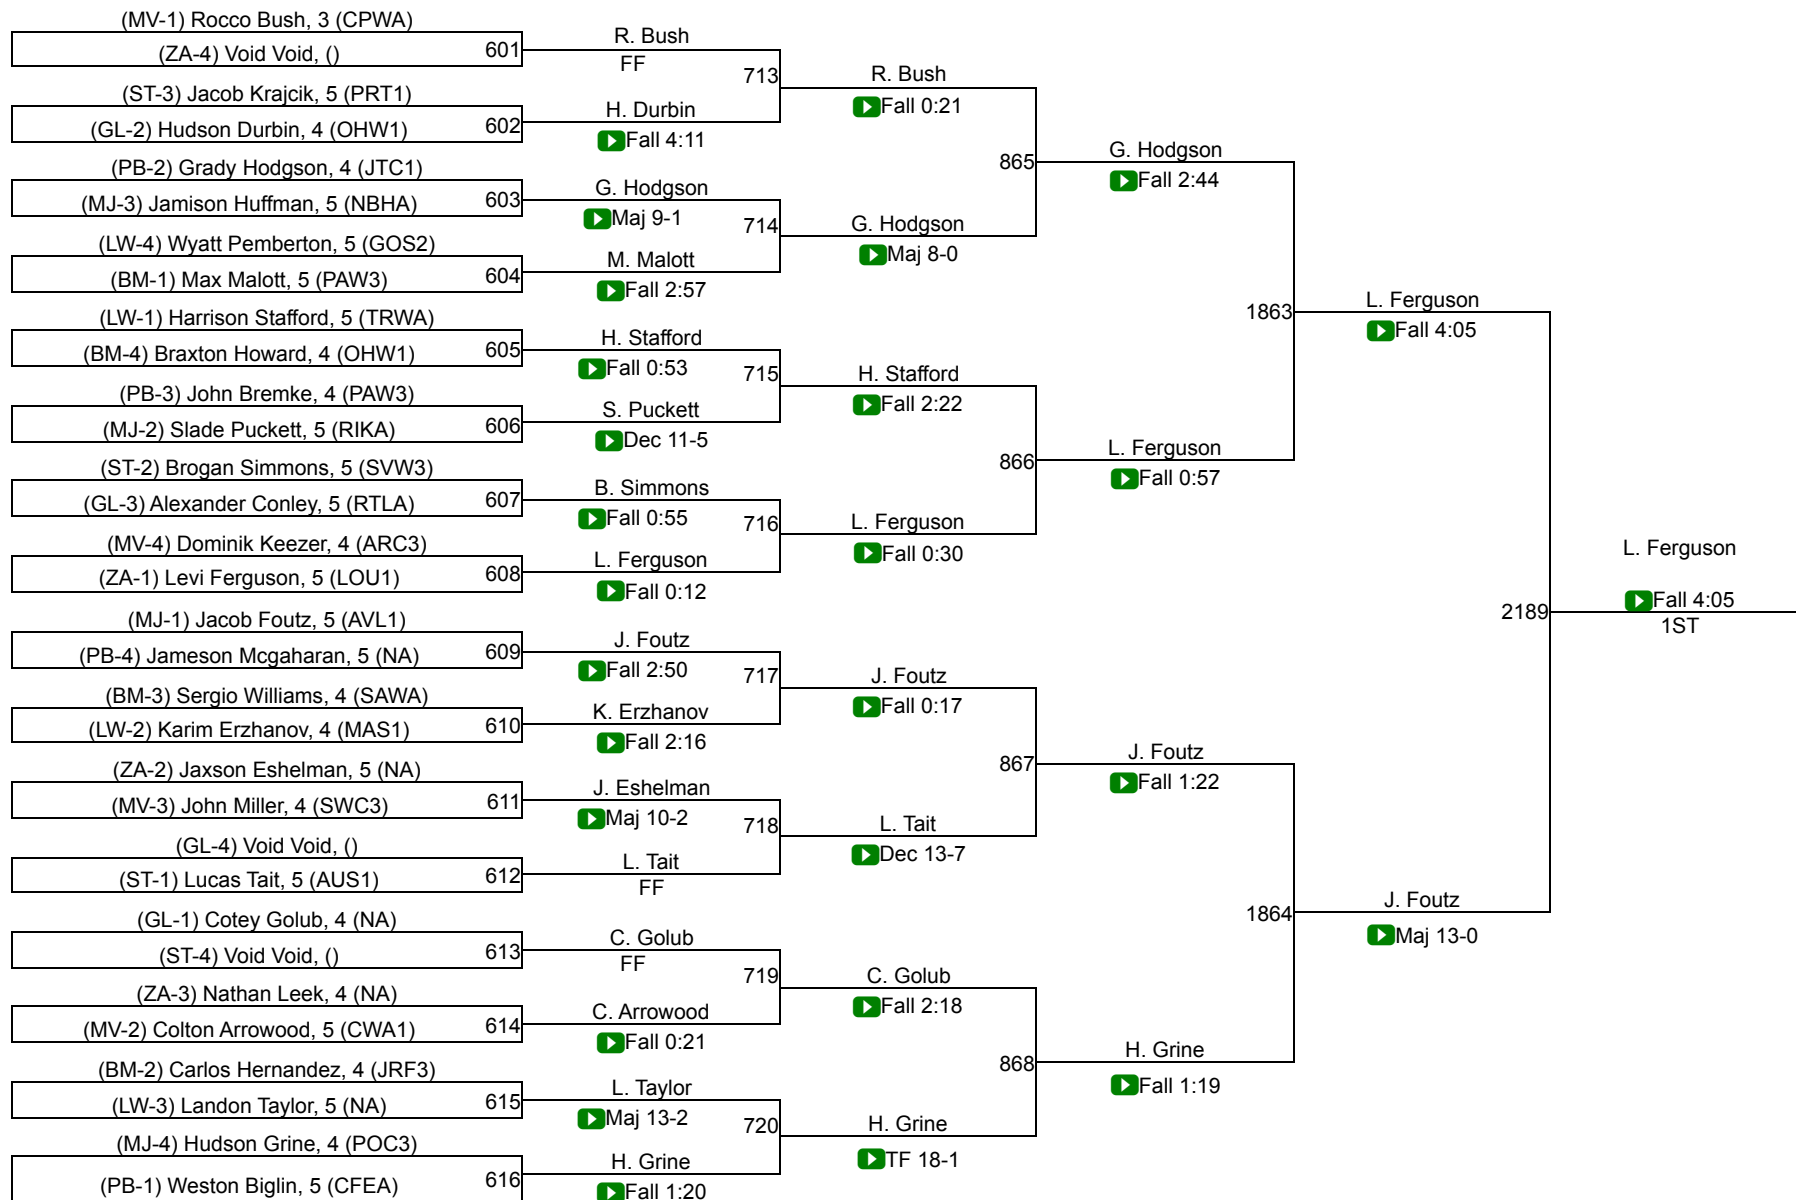 (MV-1) Rocco Bush, 3 (CPWA)
(ZA-4) Void Void, ()
601
(ST-3) Jacob Krajcik, 5 (PRT1)
(GL-2) Hudson Durbin, 4 (OHW1)
602
(PB-2) Grady Hodgson, 4 (JTC1)
(MJ-3) Jamison Huffman, 5 (NBHA)
603
(LW-4) Wyatt Pemberton, 5 (GOS2)
(BM-1) Max Malott, 5 (PAW3)
604
(LW-1) Harrison Stafford, 5 (TRWA)
(BM-4) Braxton Howard, 4 (OHW1)
605
(PB-3) John Bremke, 4 (PAW3)
(MJ-2) Slade Puckett, 5 (RIKA)
606
(ST-2) Brogan Simmons, 5 (SVW3)
(GL-3) Alexander Conley, 5 (RTLA)
607
(MV-4) Dominik Keezer, 4 (ARC3)
(ZA-1) Levi Ferguson, 5 (LOU1)
608
(MJ-1) Jacob Foutz, 5 (AVL1)
(PB-4) Jameson Mcgaharan, 5 (NA)
609
(BM-3) Sergio Williams, 4 (SAWA)
(LW-2) Karim Erzhanov, 4 (MAS1)
610
(ZA-2) Jaxson Eshelman, 5 (NA)
(MV-3) John Miller, 4 (SWC3)
611
(GL-4) Void Void, ()
(ST-1) Lucas Tait, 5 (AUS1)
612
(GL-1) Cotey Golub, 4 (NA)
(ST-4) Void Void, ()
613
(ZA-3) Nathan Leek, 4 (NA)
(MV-2) Colton Arrowood, 5 (CWA1)
614
(BM-2) Carlos Hernandez, 4 (JRF3)
(LW-3) Landon Taylor, 5 (NA)
615
(MJ-4) Hudson Grine, 4 (POC3)
(PB-1) Weston Biglin, 5 (CFEA)
616
R. Bush
FF
713
H. Durbin
Fall 4:11
G. Hodgson
Maj 9-1
714
M. Malott
Fall 2:57
H. Stafford
Fall 0:53
715
S. Puckett
Dec 11-5
B. Simmons
Fall 0:55
716
L. Ferguson
Fall 0:12
J. Foutz
Fall 2:50
717
K. Erzhanov
Fall 2:16
J. Eshelman
Maj 10-2
718
L. Tait
FF
C. Golub
FF
719
C. Arrowood
Fall 0:21
L. Taylor
Maj 13-2
720
H. Grine
Fall 1:20
R. Bush
Fall 0:21
865
G. Hodgson
Maj 8-0
H. Stafford
Fall 2:22
866
L. Ferguson
Fall 0:30
J. Foutz
Fall 0:17
867
L. Tait
Dec 13-7
C. Golub
Fall 2:18
868
H. Grine
TF 18-1
G. Hodgson
Fall 2:44
1863
L. Ferguson
Fall 0:57
J. Foutz
Fall 1:22
1864
H. Grine
Fall 1:19
L. Ferguson
Fall 4:05
2189
J. Foutz
Maj 13-0
L. Ferguson
Fall 4:05
1ST